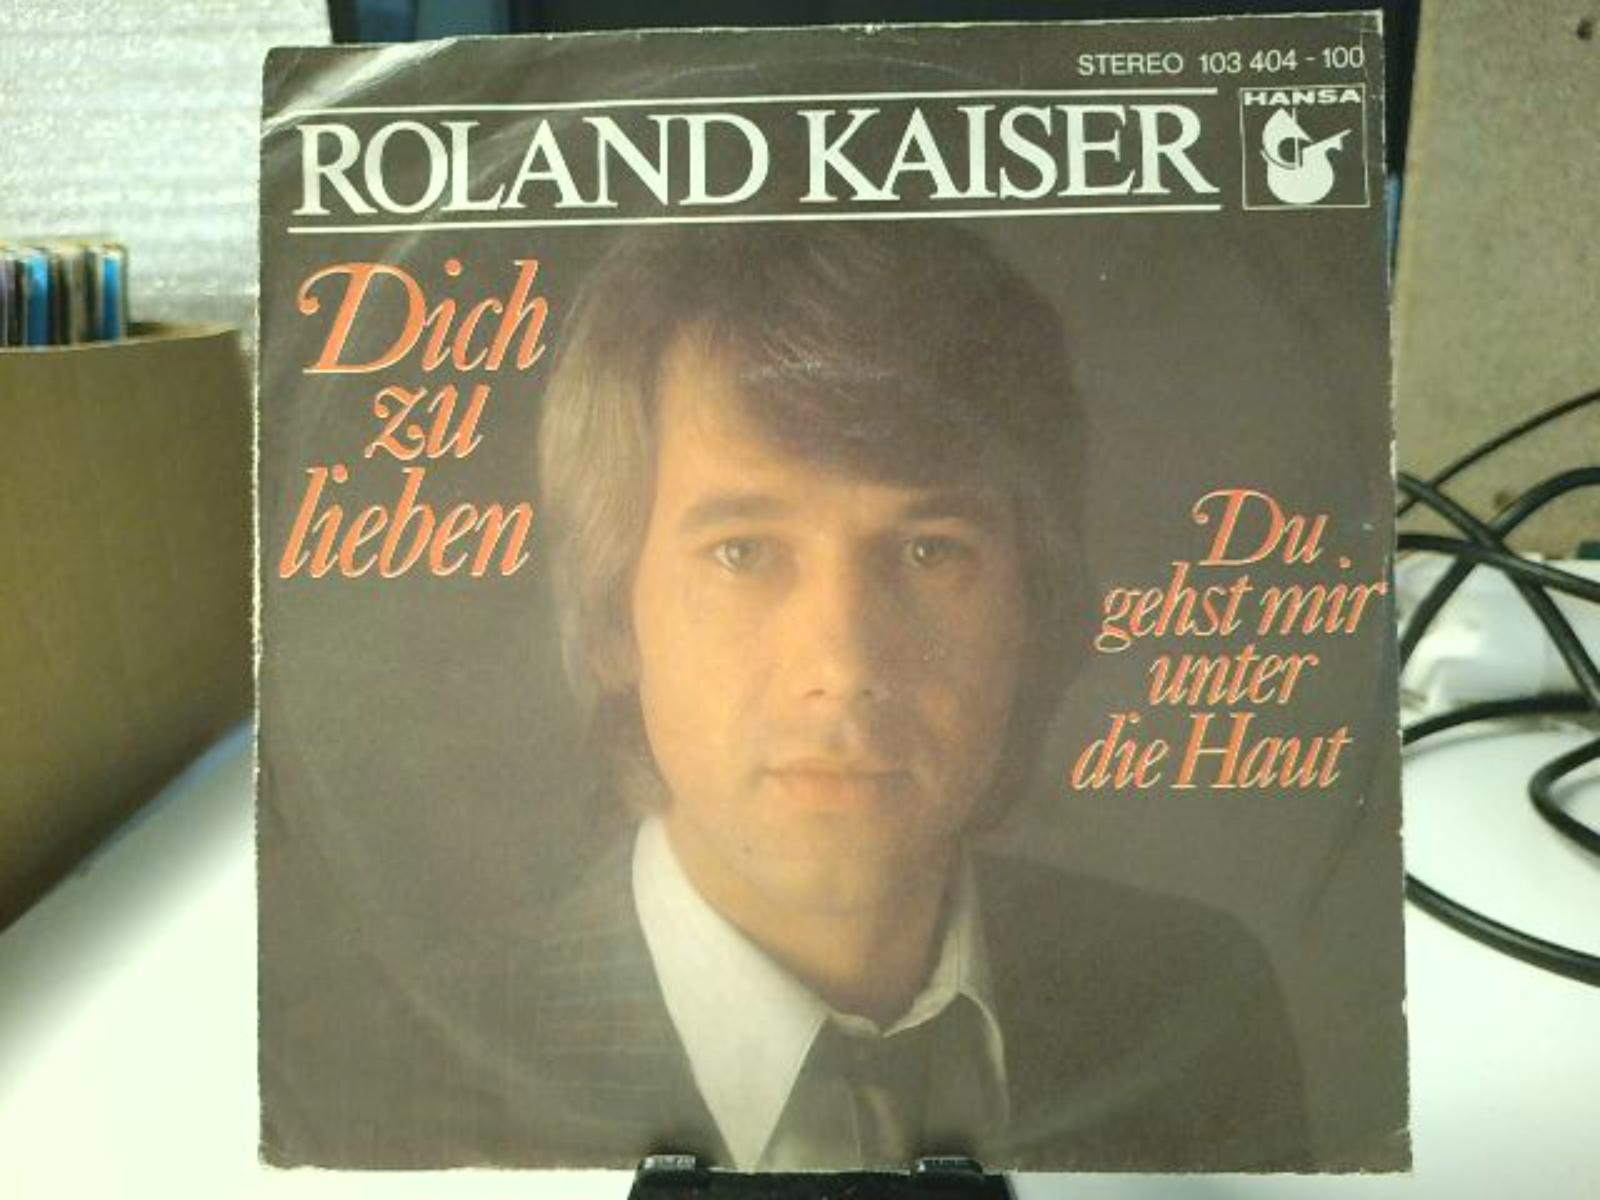 STEREO 103 404 - 100
ROLAND KAISER
HANSA
Dich
zu
lieben
Du
gehst mir
unter
die Haut